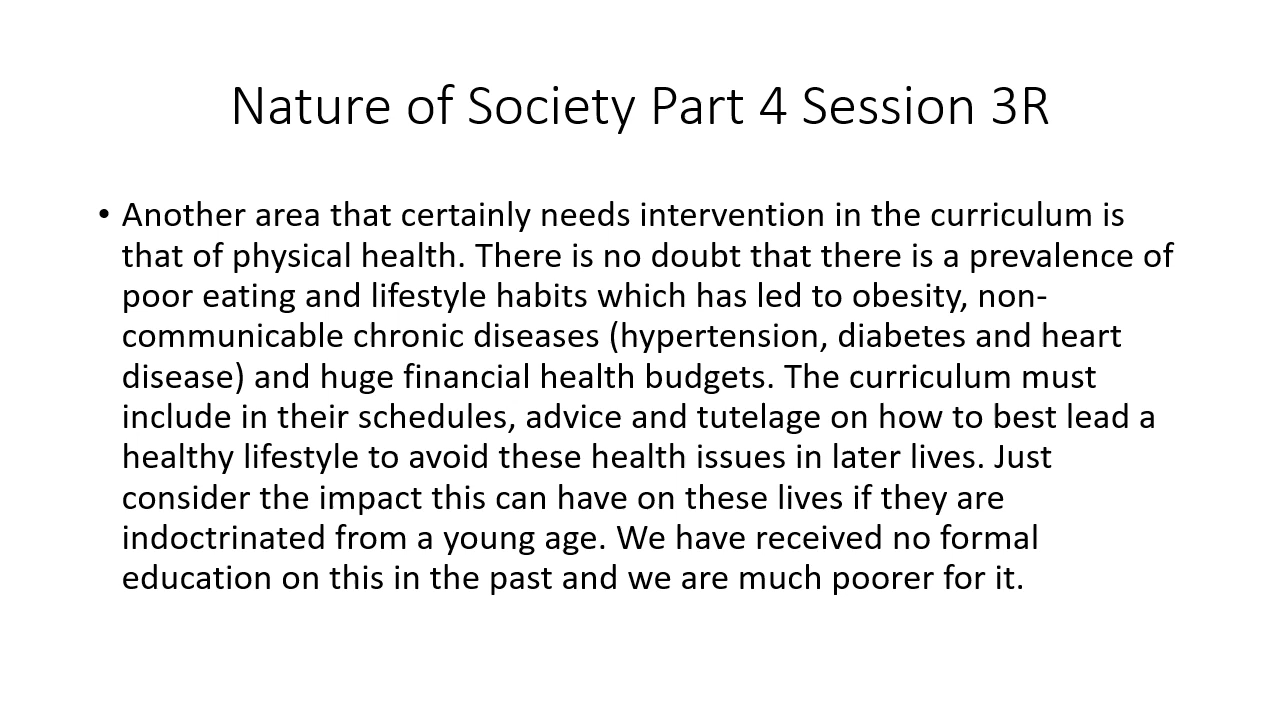 Nature of Society Part 4 Session 3R
• Another area that certainly needs intervention in the curriculum is
that of physical health. There is no doubt that there is a prevalence of
poor eating and lifestyle habits which has led to obesity, non-
communicable chronic diseases (hypertension, diabetes and heart
disease) and huge financial health budgets. The curriculum must
include in their schedules, advice and tutelage on how to best lead a
healthy lifestyle to avoid these health issues in later lives. Just
consider the impact this can have on these lives if they are
indoctrinated from a young age. We have received no formal
education on this in the past and we are much poorer for it.